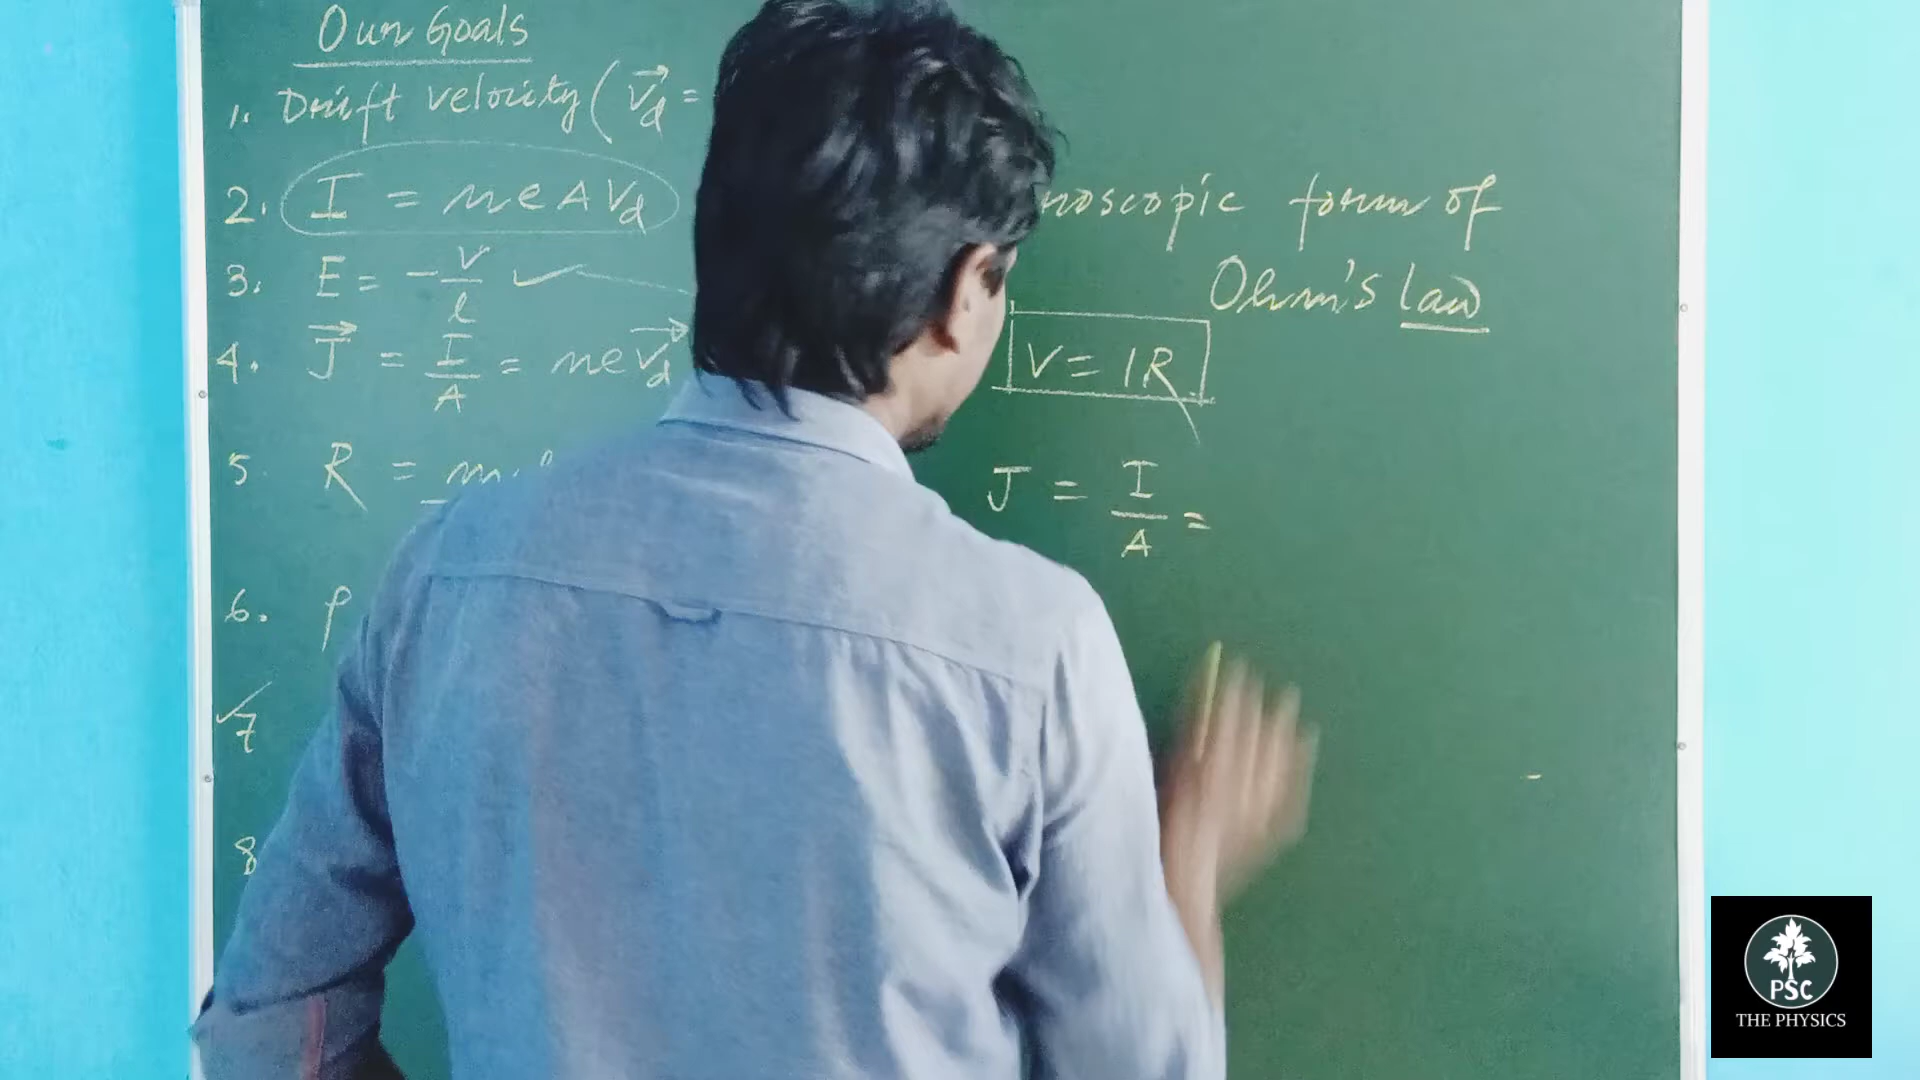 Our Goals
1. Drift velocity ( v⃗d =
2. I = neAVd
3. E = -V/l ✓
4. J⃗ = I/A = nev⃗d
5. R =
6. ρ
✓7
8
form of
Ohm's law
V = IR
J = I/A =
PSC
THE PHYSICS